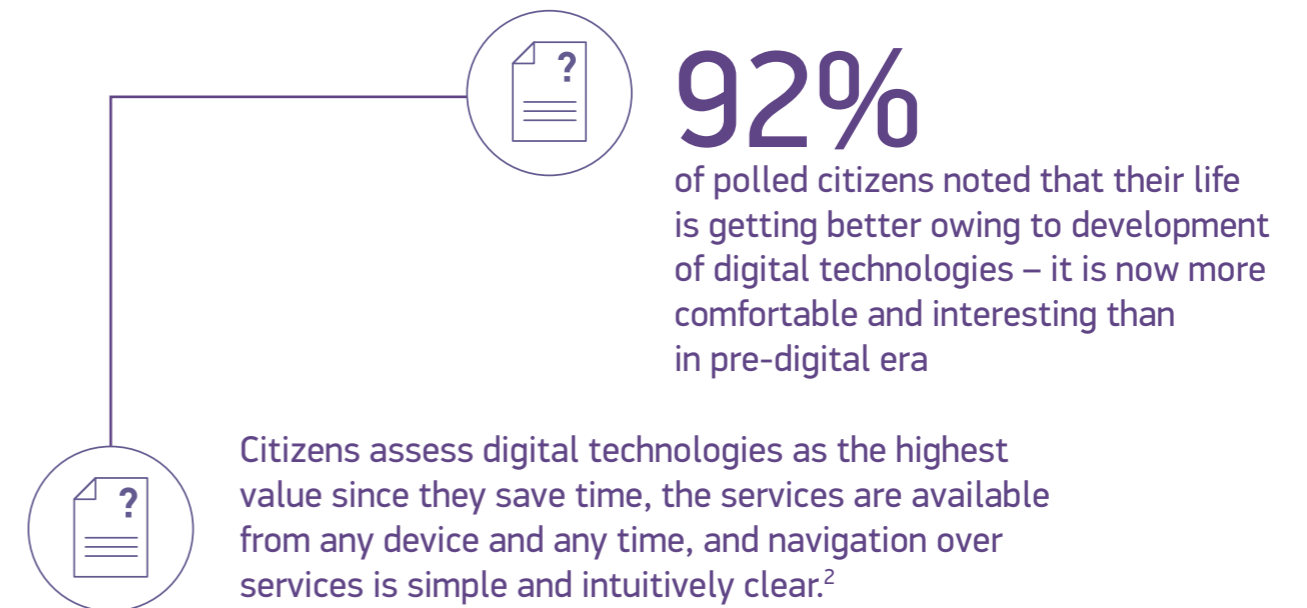 ?
92%
of polled citizens noted that their life
is getting better owing to development
of digital technologies – it is now more
comfortable and interesting than
in pre-digital era
?
Citizens assess digital technologies as the highest
value since they save time, the services are available
from any device and any time, and navigation over
services is simple and intuitively clear.²